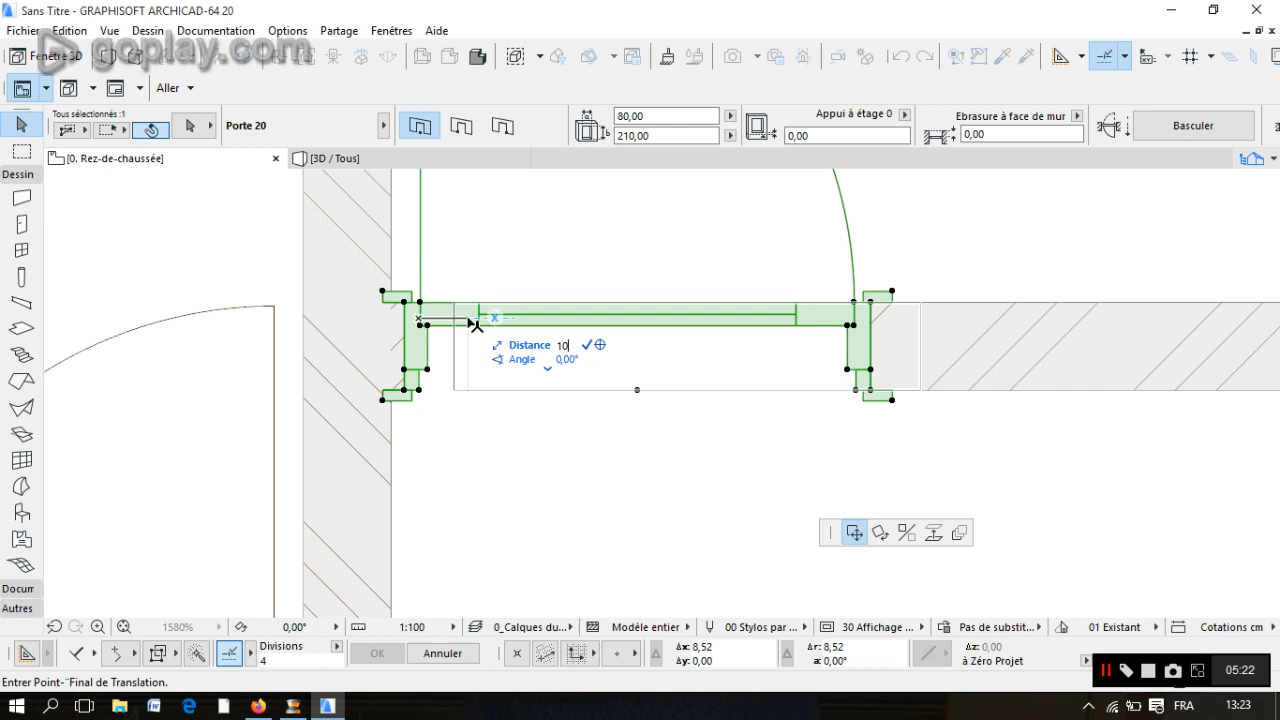 Sans Titre - GRAPHISOFT ARCHICAD-64 20
Fichier Edition Vue Dessin Documentation Options Partage Fenêtres Aide
goplay.com
Fenêtre 3D
Aller
Tous sélectionnés :1
Porte 20
80,00
210,00
Appui à étage 0
0,00
Ebrasure à face de mur
0,00
Basculer
[0. Rez-de-chaussée]
[3D / Tous]
Dessin
X
Distance 10
Angle 0,00°
Docum
Autres
1580%
0,00°
1:100
0_Calques du...
Modèle entier
00 Stylos par...
30 Affichage...
Pas de substit...
01 Existant
Cotations cm
Divisions
4
OK
Annuler
Δx: 8,52
Δy: 0,00
Δr: 8,52
a: 0,00°
Δz: 0,00
à Zéro Projet
05:22
Entrer Point-"Final de Translation.
FRA
13:23